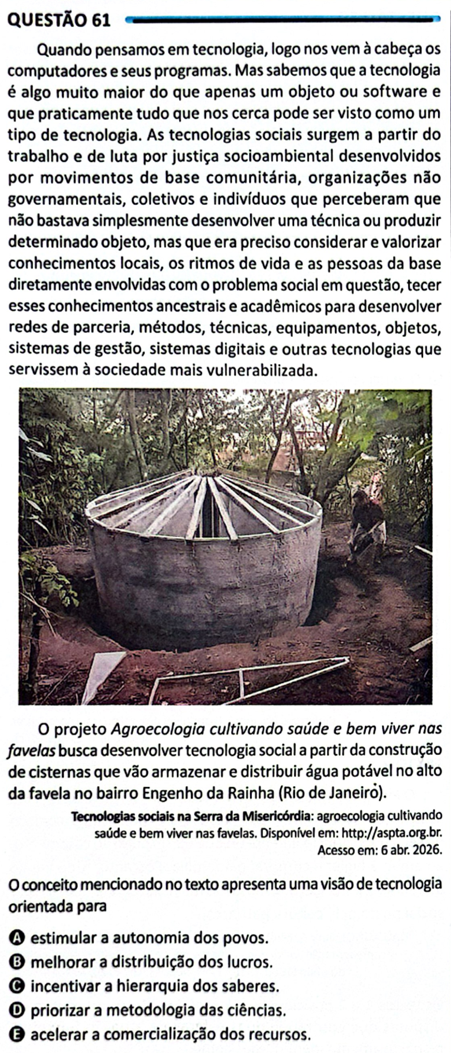 QUESTÃO 61
Quando pensamos em tecnologia, logo nos vem à cabeça os
computadores e seus programas. Mas sabemos que a tecnologia
é algo muito maior do que apenas um objeto ou software e
que praticamente tudo que nos cerca pode ser visto como um
tipo de tecnologia. As tecnologias sociais surgem a partir do
trabalho e de luta por justiça socioambiental desenvolvidos
por movimentos de base comunitária, organizações não
governamentais, coletivos e indivíduos que perceberam que
não bastava simplesmente desenvolver uma técnica ou produzir
determinado objeto, mas que era preciso considerar e valorizar
conhecimentos locais, os ritmos de vida e as pessoas da base
diretamente envolvidas com o problema social em questão, tecer
esses conhecimentos ancestrais e acadêmicos para desenvolver
redes de parceria, métodos, técnicas, equipamentos, objetos,
sistemas de gestão, sistemas digitais e outras tecnologias que
servissem à sociedade mais vulnerabilizada.
O projeto Agroecologia cultivando saúde e bem viver nas
favelas busca desenvolver tecnologia social a partir da construção
de cisternas que vão armazenar e distribuir água potável no alto
da favela no bairro Engenho da Rainha (Rio de Janeiro).
Tecnologias sociais na Serra da Misericórdia: agroecologia cultivando
saúde e bem viver nas favelas. Disponível em: http://aspta.org.br.
Acesso em: 6 abr. 2026.
O conceito mencionado no texto apresenta uma visão de tecnologia
orientada para
A estimular a autonomia dos povos.
B melhorar a distribuição dos lucros.
C incentivar a hierarquia dos saberes.
D priorizar a metodologia das ciências.
E acelerar a comercialização dos recursos.